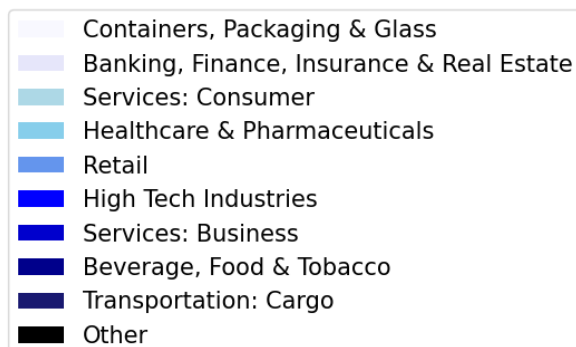 Containers, Packaging & Glass
Banking, Finance, Insurance & Real Estate
Services: Consumer
Healthcare & Pharmaceuticals
Retail
High Tech Industries
Services: Business
Beverage, Food & Tobacco
Transportation: Cargo
Other